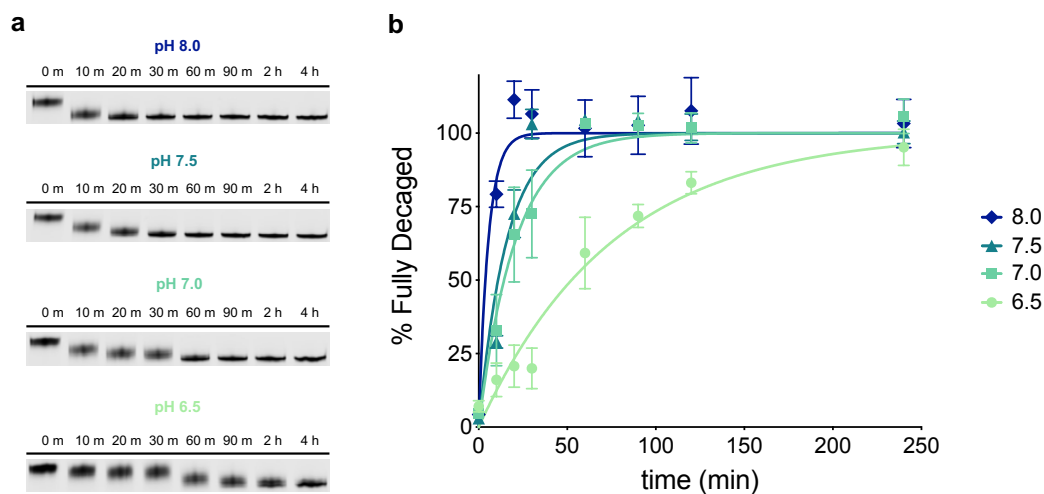 a
pH 8.0
0 m 10 m 20 m 30 m 60 m 90 m 2 h 4 h
pH 7.5
0 m 10 m 20 m 30 m 60 m 90 m 2 h 4 h
pH 7.0
0 m 10 m 20 m 30 m 60 m 90 m 2 h 4 h
pH 6.5
0 m 10 m 20 m 30 m 60 m 90 m 2 h 4 h
b
% Fully Decaged
100
75
50
25
0
0 50 100 150 200 250
time (min)
8.0
7.5
7.0
6.5